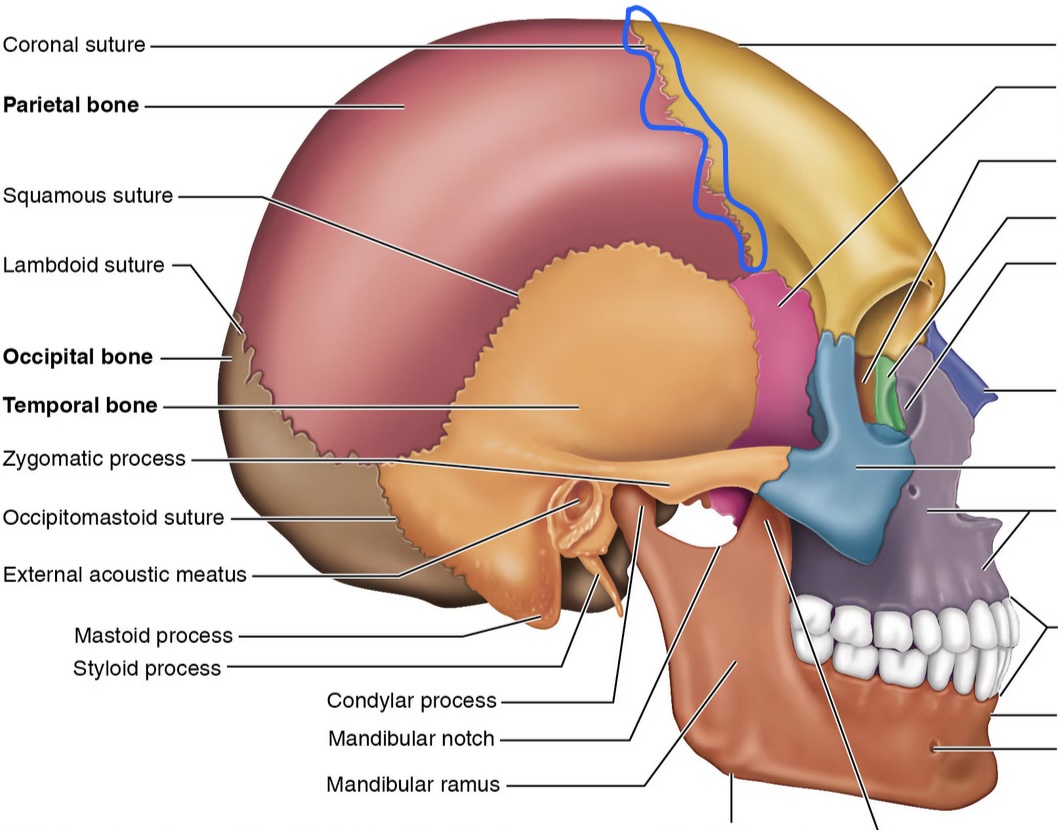 Coronal suture
Parietal bone
Squamous suture
Lambdoid suture
Occipital bone
Temporal bone
Zygomatic process
Occipitomastoid suture
External acoustic meatus
Mastoid process
Styloid process
Condylar process
Mandibular notch
Mandibular ramus